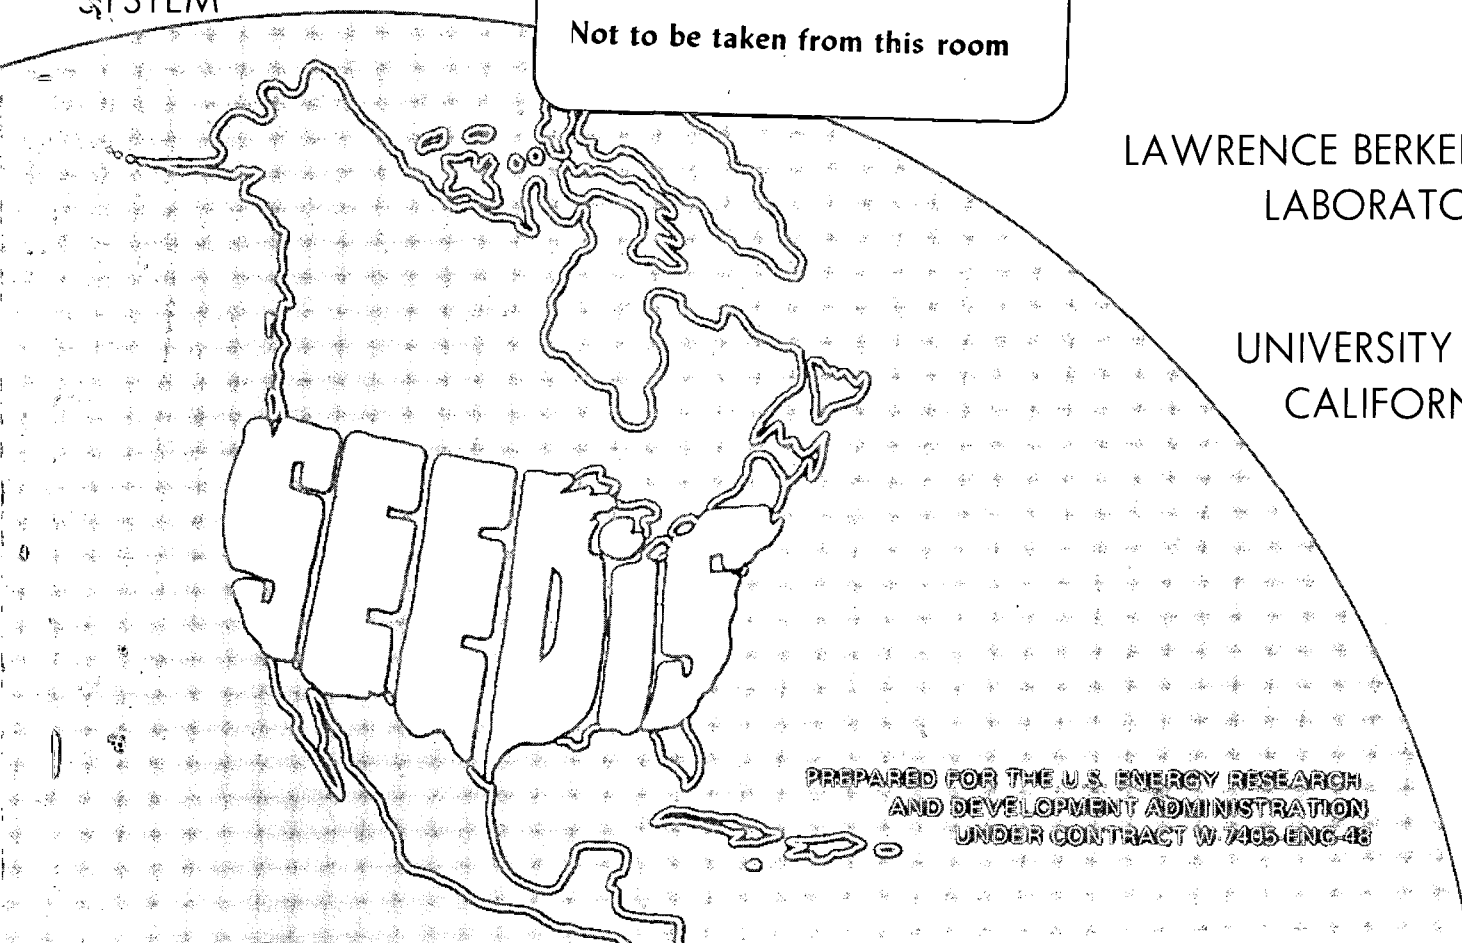 SYSTEM
Not to be taken from this room
LAWRENCE BERKEL
LABORATO
UNIVERSITY
CALIFORN
SEEDiS
PREPARED FOR THE U.S. ENERGY RESEARCH
AND DEVELOPMENT ADMINISTRATION
UNDER CONTRACT W-7405-ENG-48